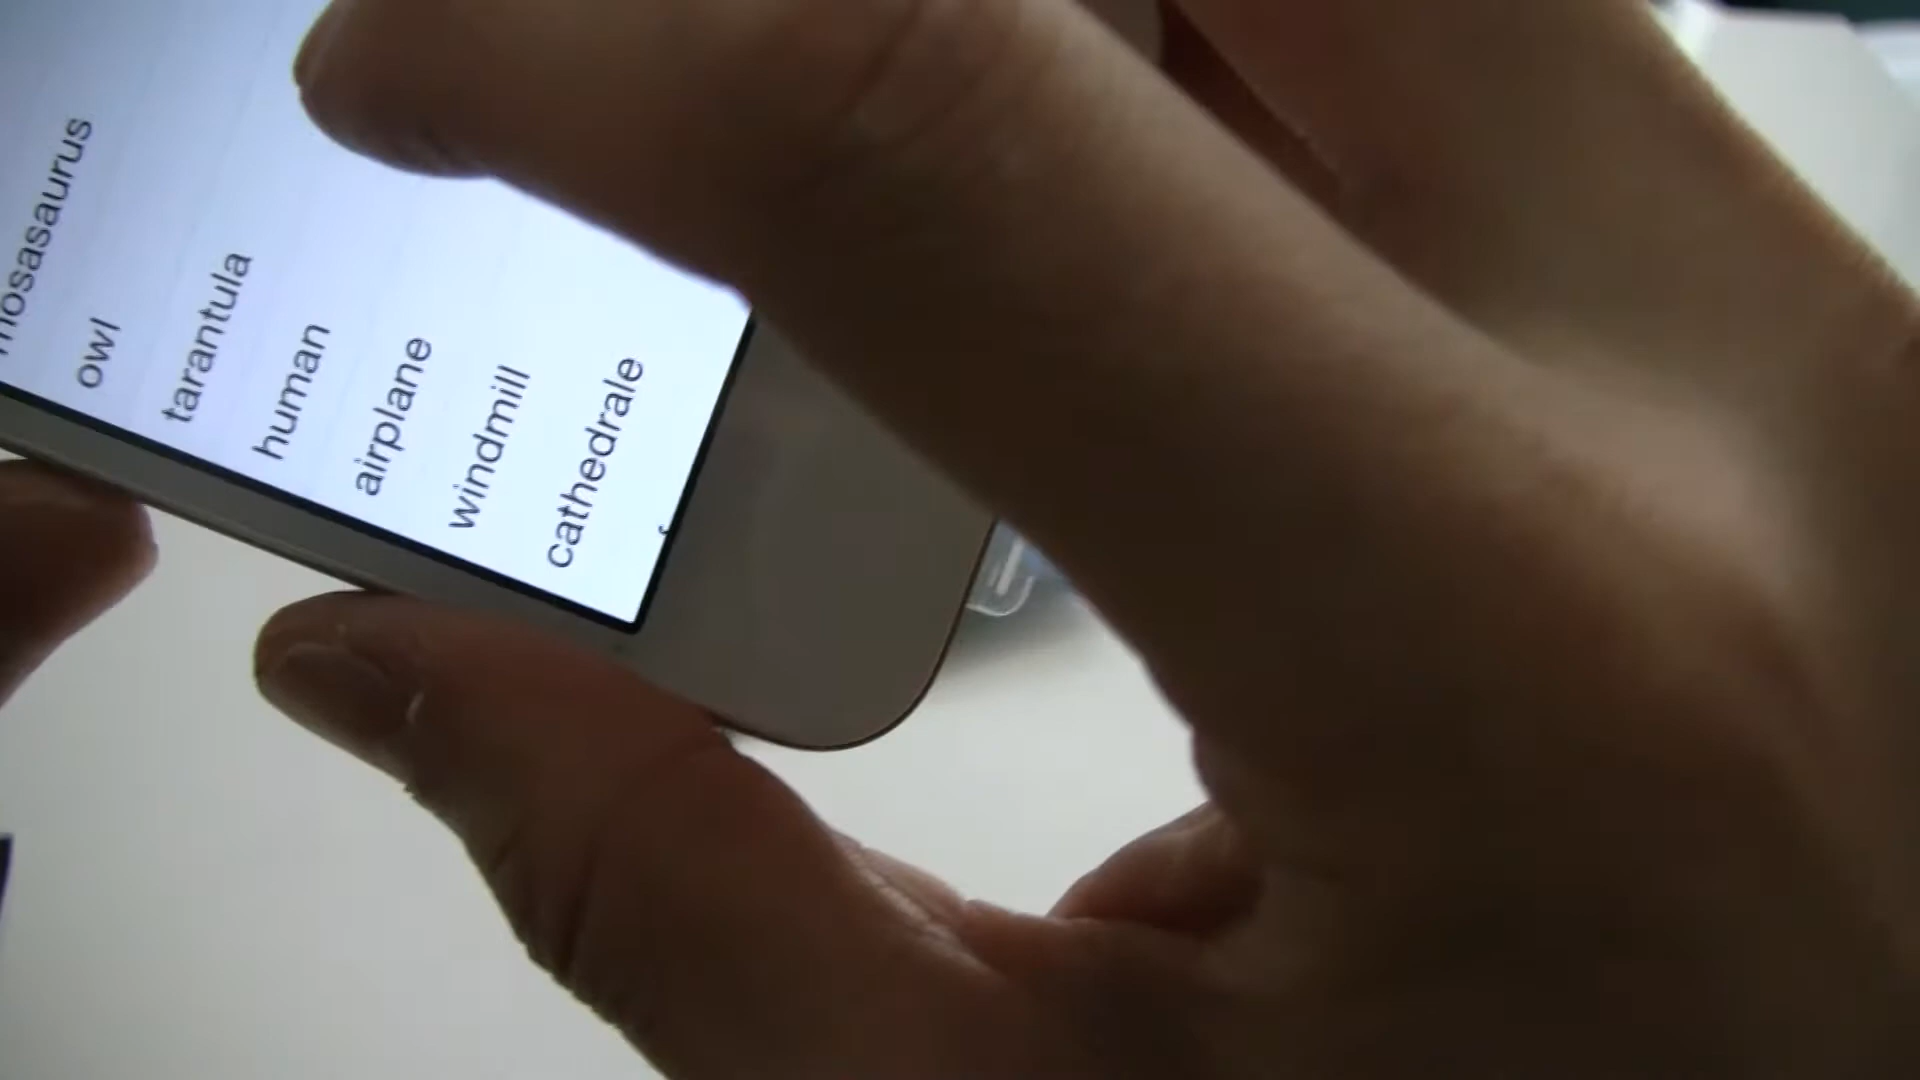 mosasaurus
owl
tarantula
human
airplane
windmill
cathedrale